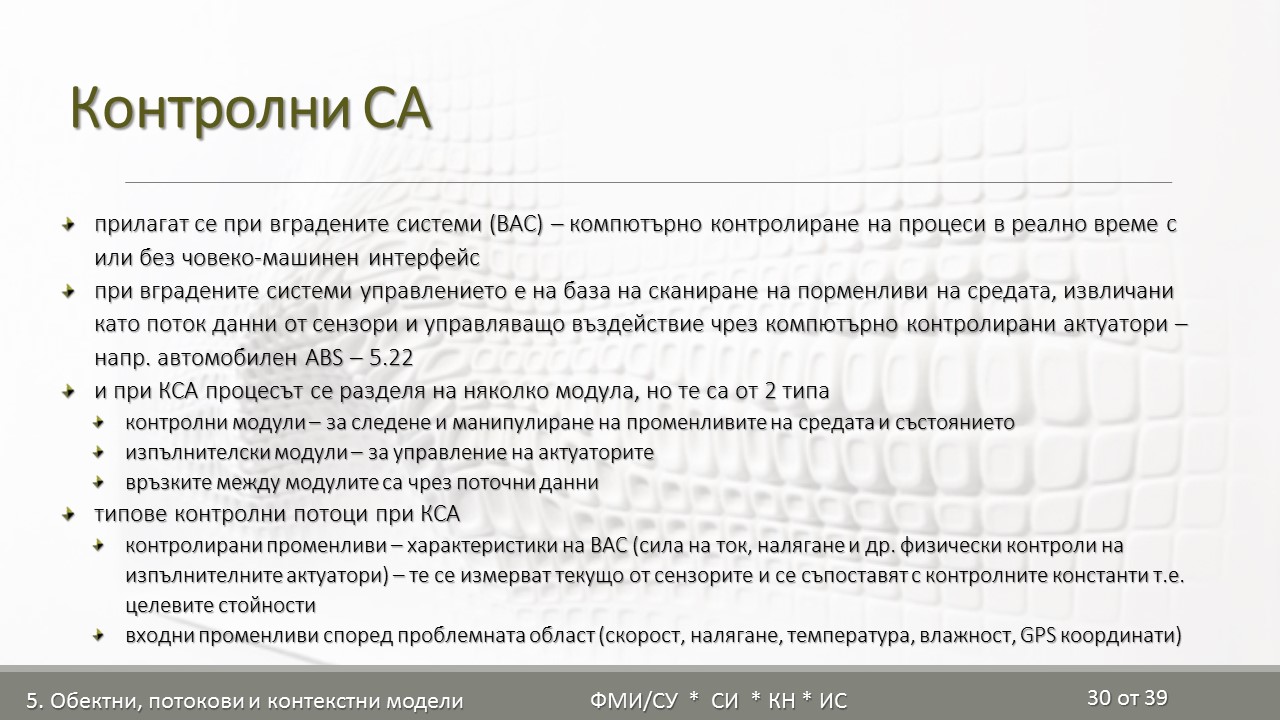 Контролни СА
прилагат се при вградените системи (ВАС) – компютърно контролиране на процеси в реално време с
или без човеко-машинен интерфейс
при вградените системи управлението е на база на сканиране на порменливи на средата, извличани
като поток данни от сензори и управляващо въздействие чрез компютърно контролирани актуатори –
напр. автомобилен ABS – 5.22
и при КСА процесът се разделя на няколко модула, но те са от 2 типа
контролни модули – за следене и манипулиране на променливите на средата и състоянието
изпълнителски модули – за управление на актуаторите
връзките между модулите са чрез поточни данни
типове контролни потоци при КСА
контролирани променливи – характеристики на ВАС (сила на ток, налягане и др. физически контроли на
изпълнителните актуатори) – те се измерват текущо от сензорите и се съпоставят с контролните константи т.е.
целевите стойности
входни променливи според проблемната област (скорост, налягане, температура, влажност, GPS координати)
5. Обектни, потокови и контекстни модели
ФМИ/СУ * СИ * КН * ИС
30 от 39